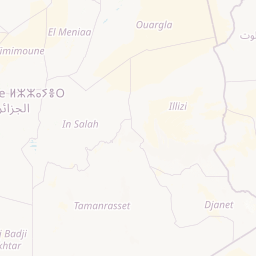 El Meniaa
Ouargla
imimoune
ⵍⵣⵣⴰⵢⴻⵔ
الجزائر
Illizi
In Salah
Tamanrasset
Djanet
i Badji
khtar